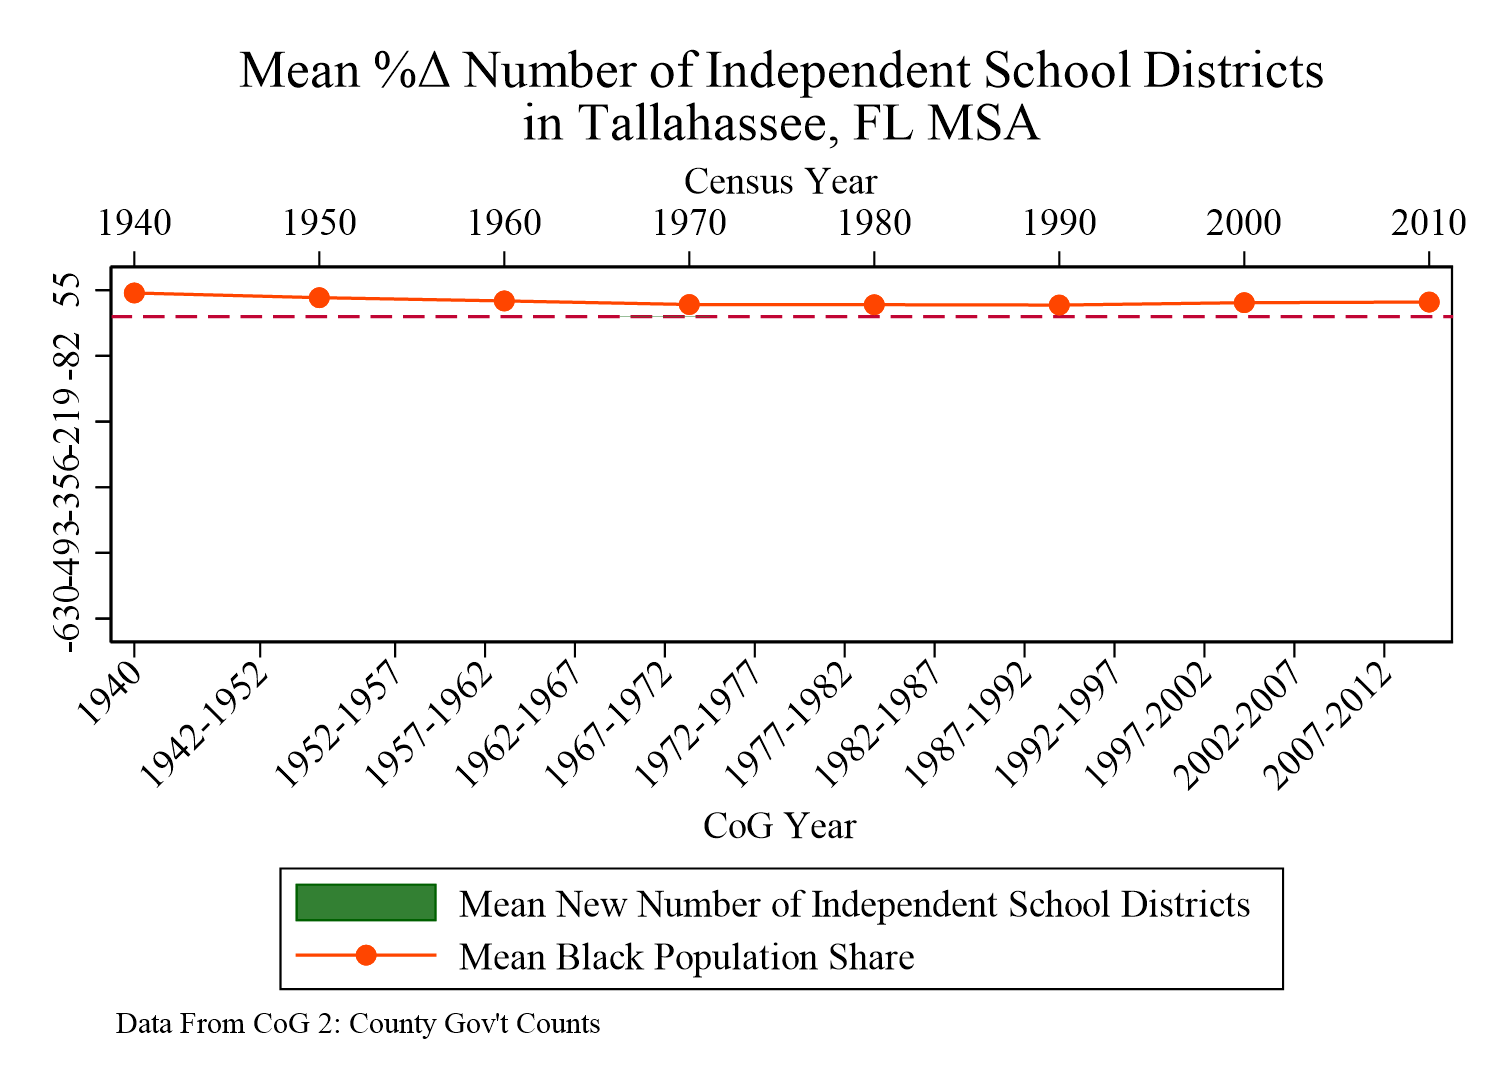 Mean %Δ Number of Independent School Districts
in Tallahassee, FL MSA
Census Year
1940 1950 1960 1970 1980 1990 2000 2010
55
-82
-219
-356
-493
-630
1940 1942-1952 1952-1957 1957-1962 1962-1967 1967-1972 1972-1977 1977-1982 1982-1987 1987-1992 1992-1997 1997-2002 2002-2007 2007-2012
CoG Year
Mean New Number of Independent School Districts
Mean Black Population Share
Data From CoG 2: County Gov't Counts